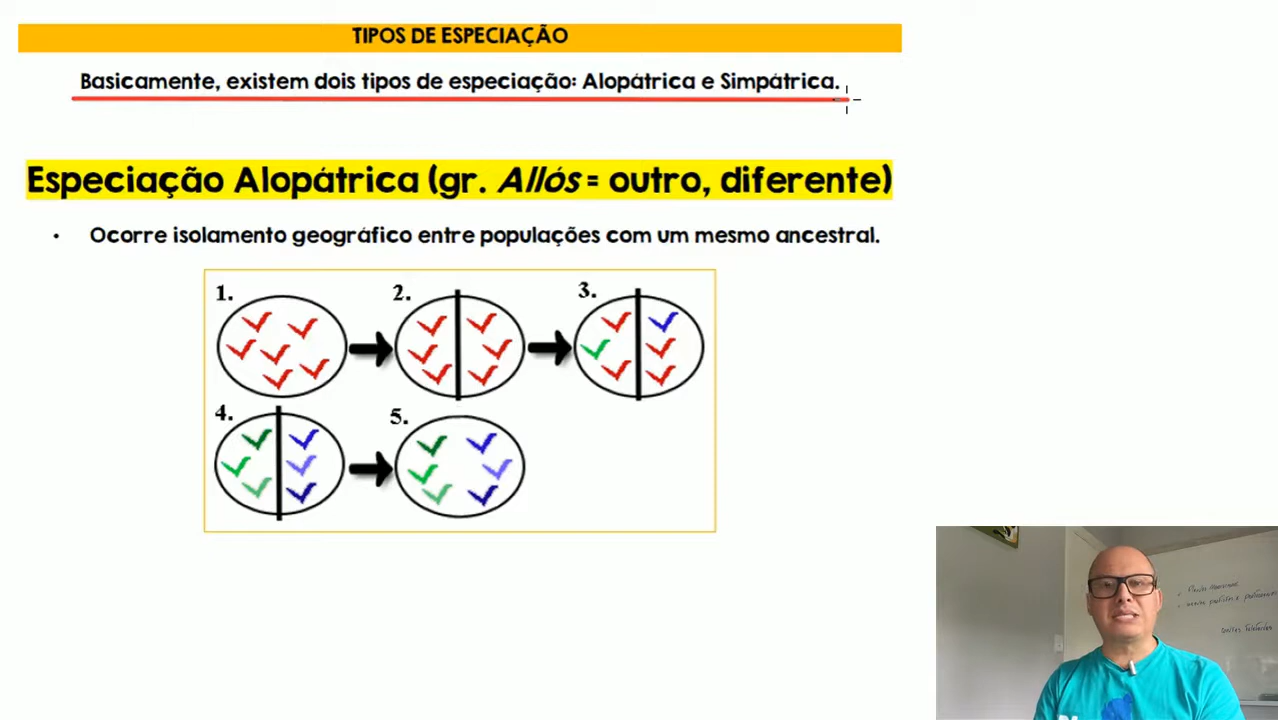 TIPOS DE ESPECIAÇÃO
Basicamente, existem dois tipos de especiação: Alopátrica e Simpátrica.
Especiação Alopátrica (gr. Allós = outro, diferente)
• Ocorre isolamento geográfico entre populações com um mesmo ancestral.
1.
2.
3.
4.
5.